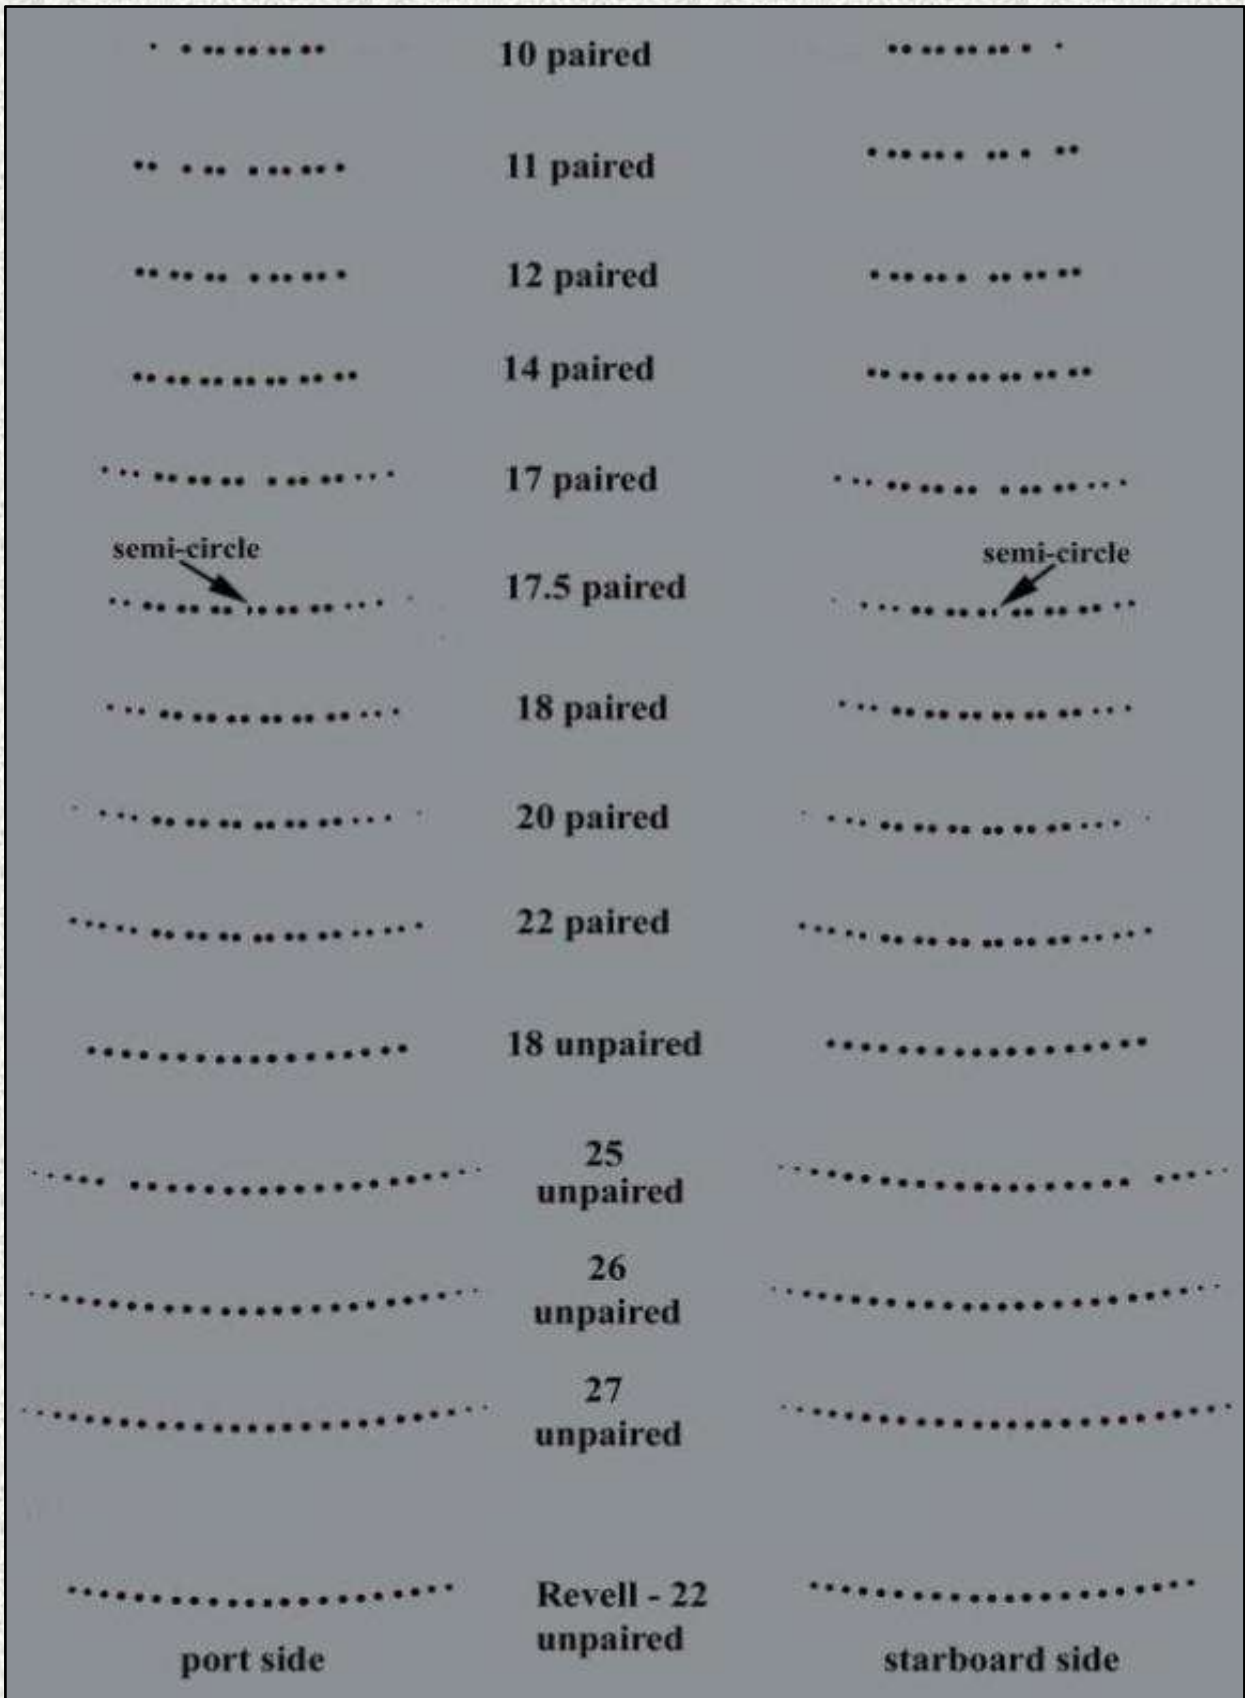 10 paired
11 paired
12 paired
14 paired
17 paired
semi-circle
semi-circle
17.5 paired
18 paired
20 paired
22 paired
18 unpaired
25
unpaired
26
unpaired
27
unpaired
Revell - 22
unpaired
port side
starboard side